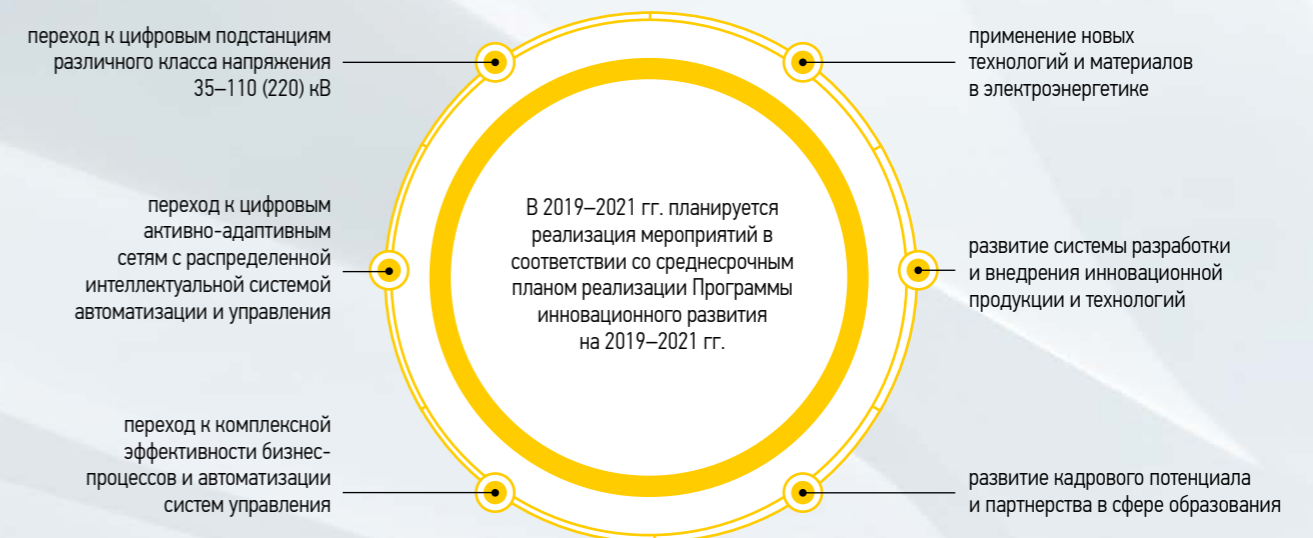 переход к цифровым подстанциям
различного класса напряжения
35–110 (220) кВ
переход к цифровым
активно-адаптивным
сетям с распределенной
интеллектуальной системой
автоматизации и управления
переход к комплексной
эффективности бизнес-
процессов и автоматизации
систем управления
В 2019–2021 гг. планируется
реализация мероприятий в
соответствии со среднесрочным
планом реализации Программы
инновационного развития
на 2019–2021 гг.
применение новых
технологий и материалов
в электроэнергетике
развитие системы разработки
и внедрения инновационной
продукции и технологий
развитие кадрового потенциала
и партнерства в сфере образования